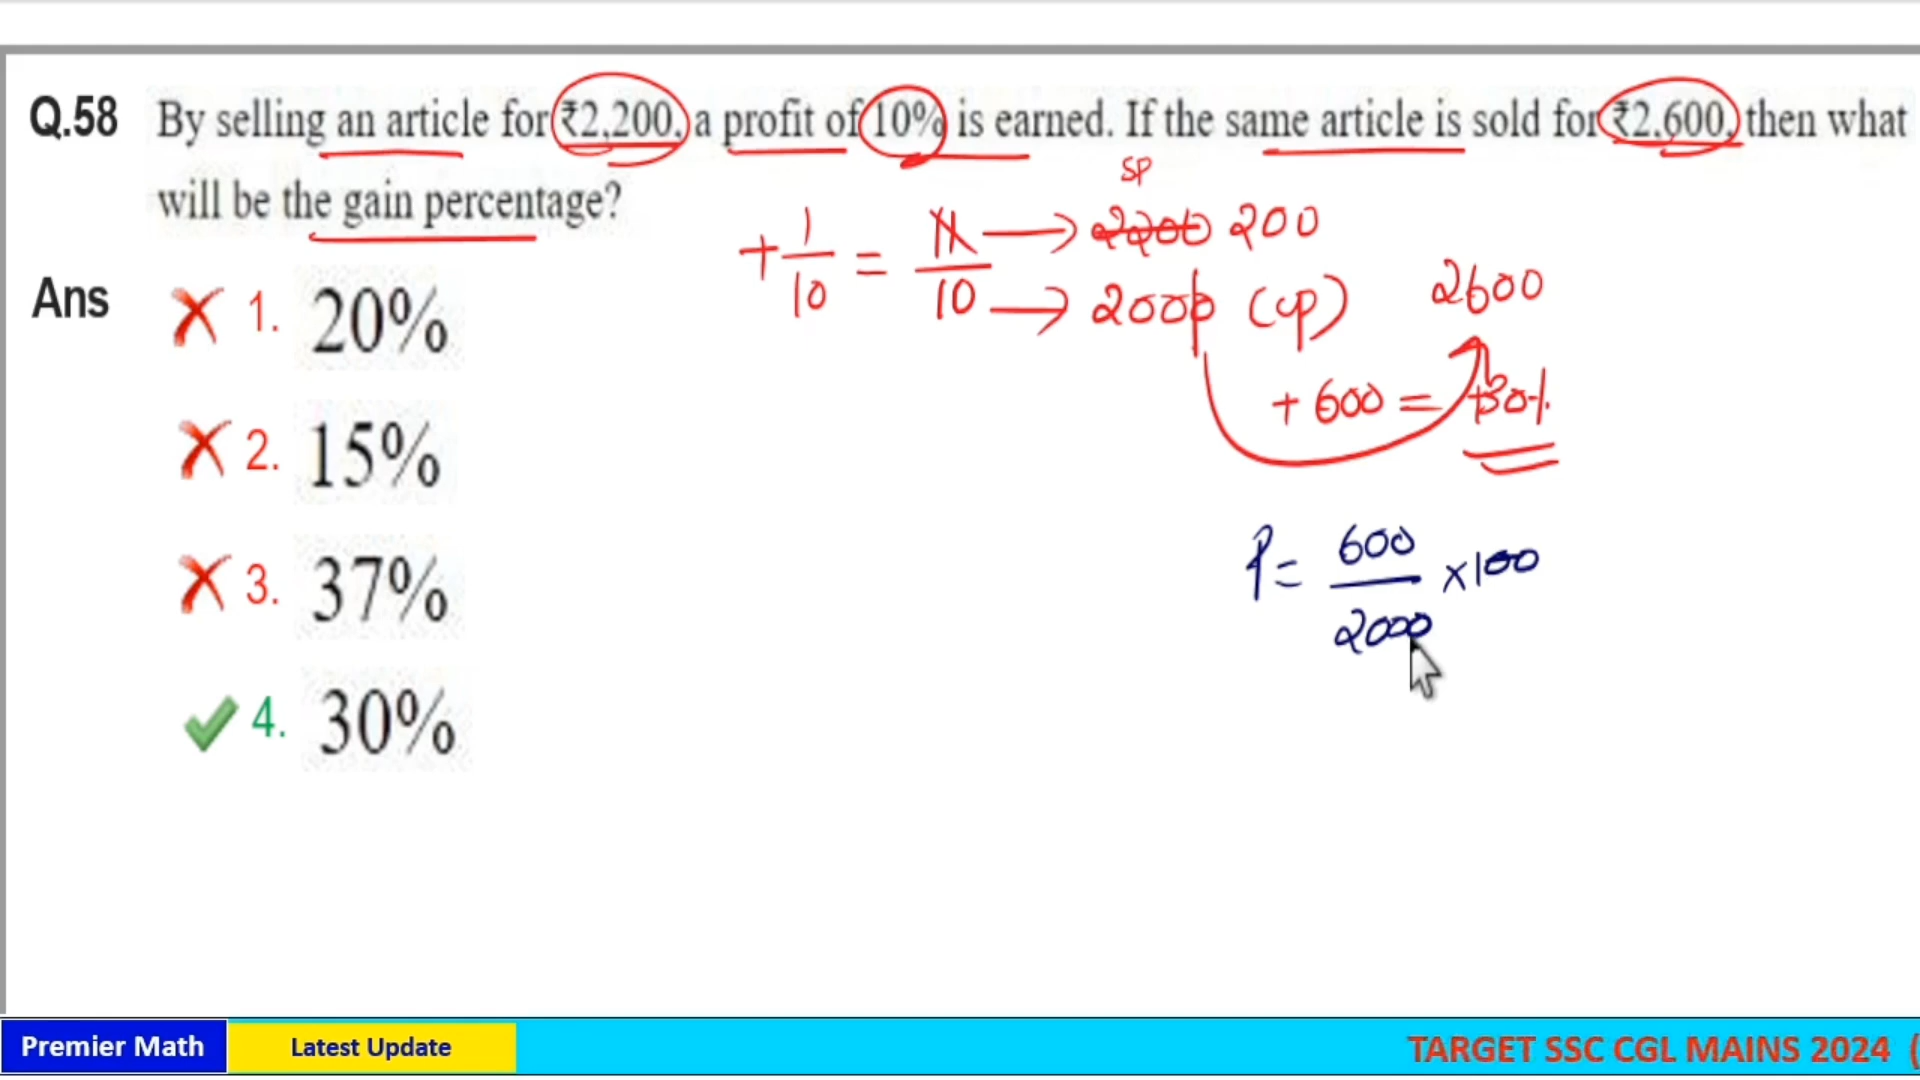 Q.58 By selling an article for ₹2,200, a profit of 10% is earned. If the same article is sold for ₹2,600, then what
will be the gain percentage?
SP
+ 1/10 = 11/10 → 2200 200
→ 2000 (CP) 2600
+ 600 = +30%
Ans
1. 20%
2. 15%
3. 37%
4. 30%
P = 600/2000 ×100
Premier Math Latest Update TARGET SSC CGL MAINS 2024 (